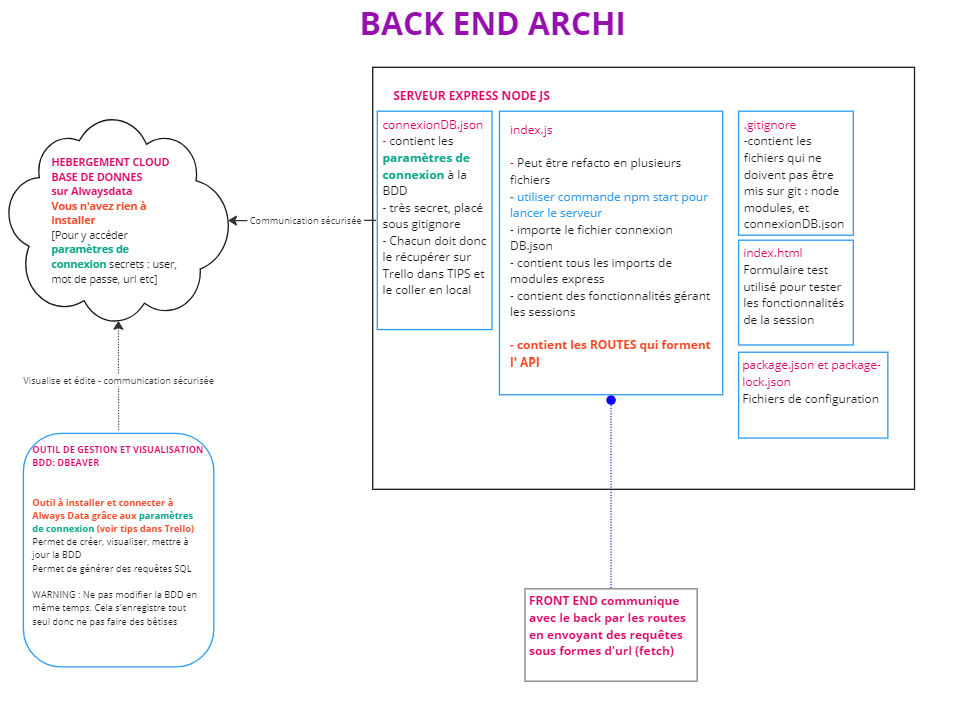 BACK END ARCHI
SERVEUR EXPRESS NODE JS
connexionDB.json
- contient les
paramètres de
connexion à la
BDD
- très secret, placé
sous gitignore
- Chacun doit donc
le récupérer sur
Trello dans TIPS et
le coller en local
index.js
- Peut être refacto en plusieurs
fichiers
- utiliser commande npm start pour
lancer le serveur
- importe le fichier connexion
DB.json
- contient tous les imports de
modules express
- contient des fonctionnalités gérant
les sessions
- contient les ROUTES qui forment
l' API
.gitignore
-contient les
fichiers qui ne
doivent pas être
mis sur git : node
modules, et
connexionDB.json
index.html
Formulaire test
utilisé pour tester
les fonctionnalités
de la session
package.json et package-
lock.json
Fichiers de configuration
HEBERGEMENT CLOUD
BASE DE DONNES
sur Alwaysdata
Vous n'avez rien à
installer
[Pour y accéder
paramètres de
connexion secrets : user,
mot de passe, url etc]
Communication sécurisée
Visualise et édite - communication sécurisée
OUTIL DE GESTION ET VISUALISATION
BDD: DBEAVER
Outil à installer et connecter à
Always Data grâce aux paramètres
de connexion (voir tips dans Trello)
Permet de créer, visualiser, mettre à
jour la BDD
Permet de générer des requêtes SQL
WARNING : Ne pas modifier la BDD en
même temps. Cela s'enregistre tout
seul donc ne pas faire des bêtises
FRONT END communique
avec le back par les routes
en envoyant des requêtes
sous formes d'url (fetch)